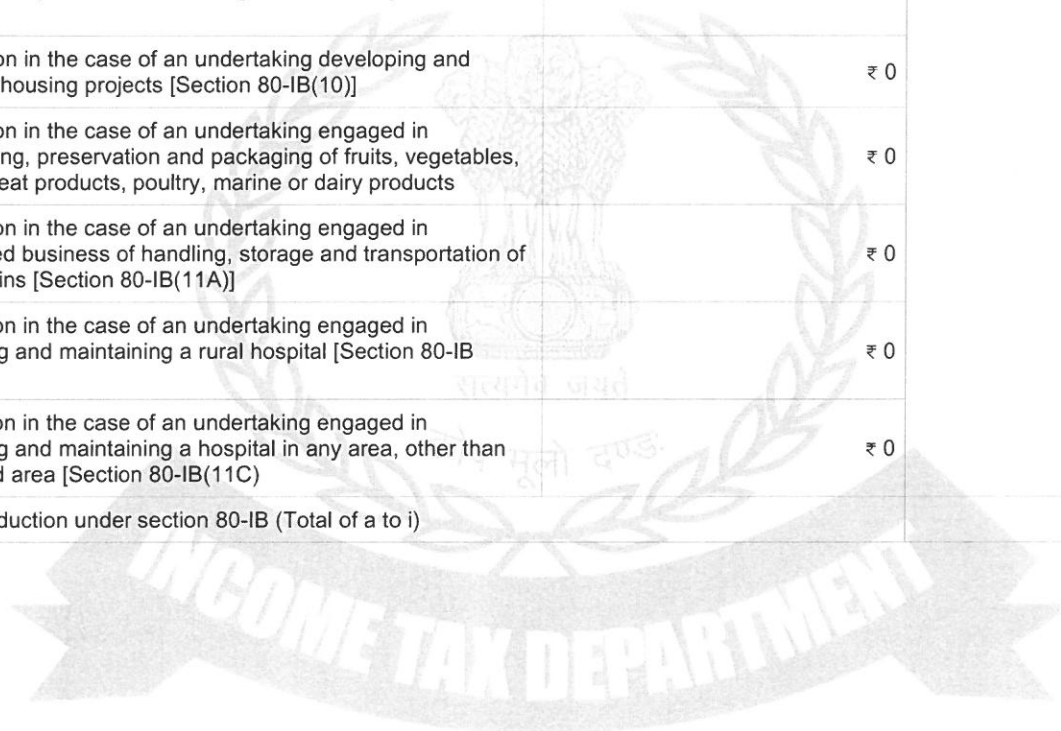 on in the case of an undertaking developing and
housing projects [Section 80-IB(10)]
₹ 0
on in the case of an undertaking engaged in
ng, preservation and packaging of fruits, vegetables,
eat products, poultry, marine or dairy products
₹ 0
on in the case of an undertaking engaged in
ed business of handling, storage and transportation of
ins [Section 80-IB(11A)]
₹ 0
on in the case of an undertaking engaged in
g and maintaining a rural hospital [Section 80-IB
₹ 0
सत्यमेव जयते
on in the case of an undertaking engaged in
g and maintaining a hospital in any area, other than
d area [Section 80-IB(11C)
₹ 0
मूलो दण्डः
duction under section 80-IB (Total of a to i)
INCOME TAX DEPARTMENT